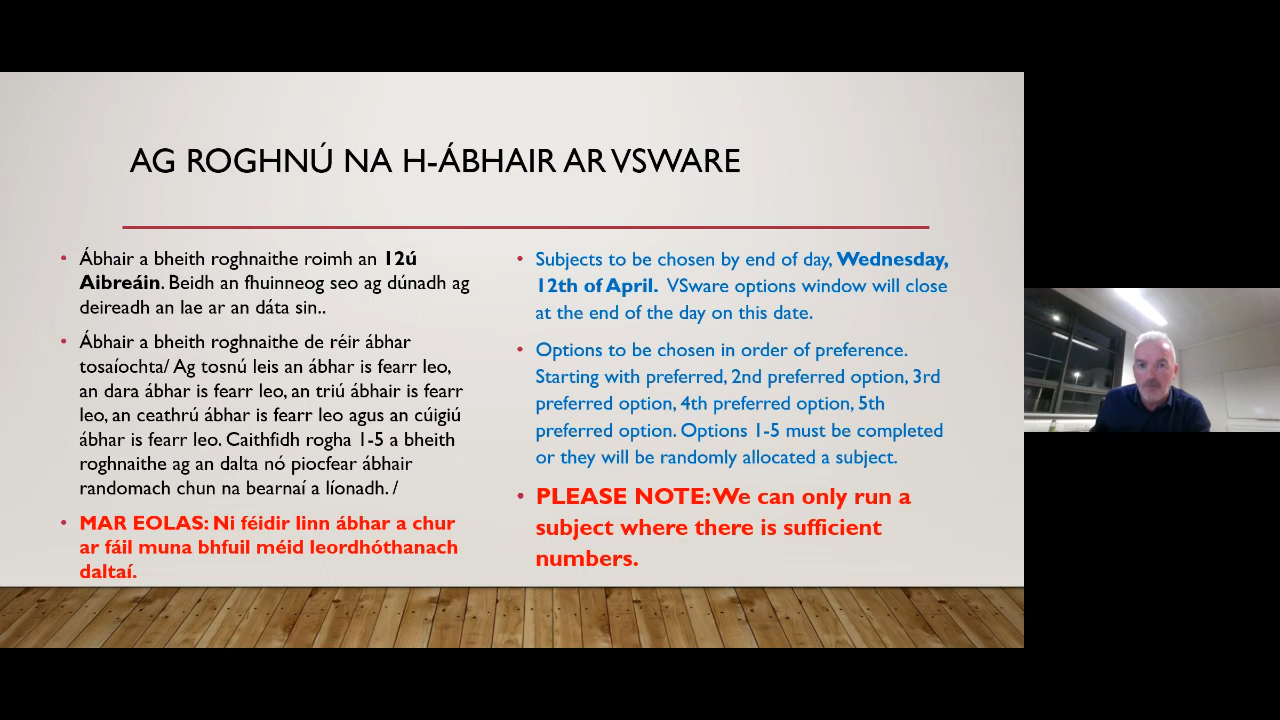 AG ROGHNÚ NA H-ÁBHAIR AR VSWARE
• Ábhair a bheith roghnaithe roimh an 12ú
Aibreáin. Beidh an fhuinneog seo ag dúnadh ag
deireadh an lae ar an dáta sin..
• Ábhair a bheith roghnaithe de réir ábhar
tosaíochta/ Ag tosnú leis an ábhar is fearr leo,
an dara ábhar is fearr leo, an triú ábhair is fearr
leo, an ceathrú ábhar is fearr leo agus an cúigiú
ábhar is fearr leo. Caithfidh rogha 1-5 a bheith
roghnaithe ag an dalta nó piocfear ábhair
randomach chun na bearnaí a líonadh. /
• MAR EOLAS: Ni féidir linn ábhar a chur
ar fáil muna bhfuil méid leordhóthanach
daltaí.
• Subjects to be chosen by end of day, Wednesday,
12th of April. VSware options window will close
at the end of the day on this date.
• Options to be chosen in order of preference.
Starting with preferred, 2nd preferred option, 3rd
preferred option, 4th preferred option, 5th
preferred option. Options 1-5 must be completed
or they will be randomly allocated a subject.
• PLEASE NOTE: We can only run a
subject where there is sufficient
numbers.